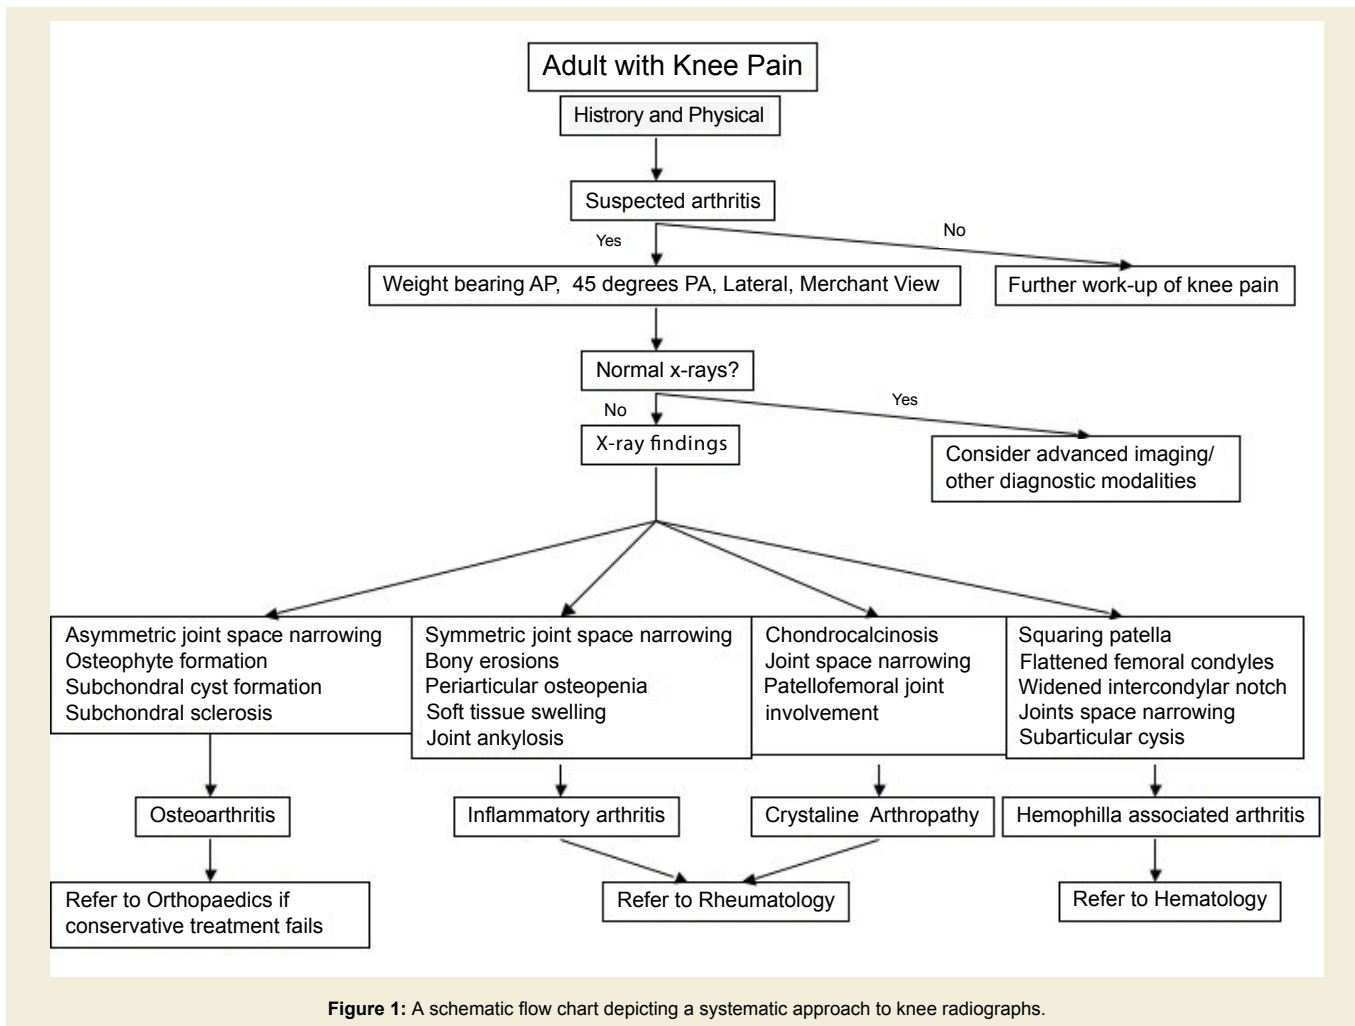 Adult with Knee Pain
Histrory and Physical
Suspected arthritis
Yes
No
Weight bearing AP, 45 degrees PA, Lateral, Merchant View
Further work-up of knee pain
Normal x-rays?
No
Yes
X-ray findings
Consider advanced imaging/
other diagnostic modalities
Asymmetric joint space narrowing
Osteophyte formation
Subchondral cyst formation
Subchondral sclerosis
Symmetric joint space narrowing
Bony erosions
Periarticular osteopenia
Soft tissue swelling
Joint ankylosis
Chondrocalcinosis
Joint space narrowing
Patellofemoral joint
involvement
Squaring patella
Flattened femoral condyles
Widened intercondylar notch
Joints space narrowing
Subarticular cysis
Osteoarthritis
Inflammatory arthritis
Crystaline Arthropathy
Hemophilla associated arthritis
Refer to Orthopaedics if
conservative treatment fails
Refer to Rheumatology
Refer to Hematology
Figure 1: A schematic flow chart depicting a systematic approach to knee radiographs.